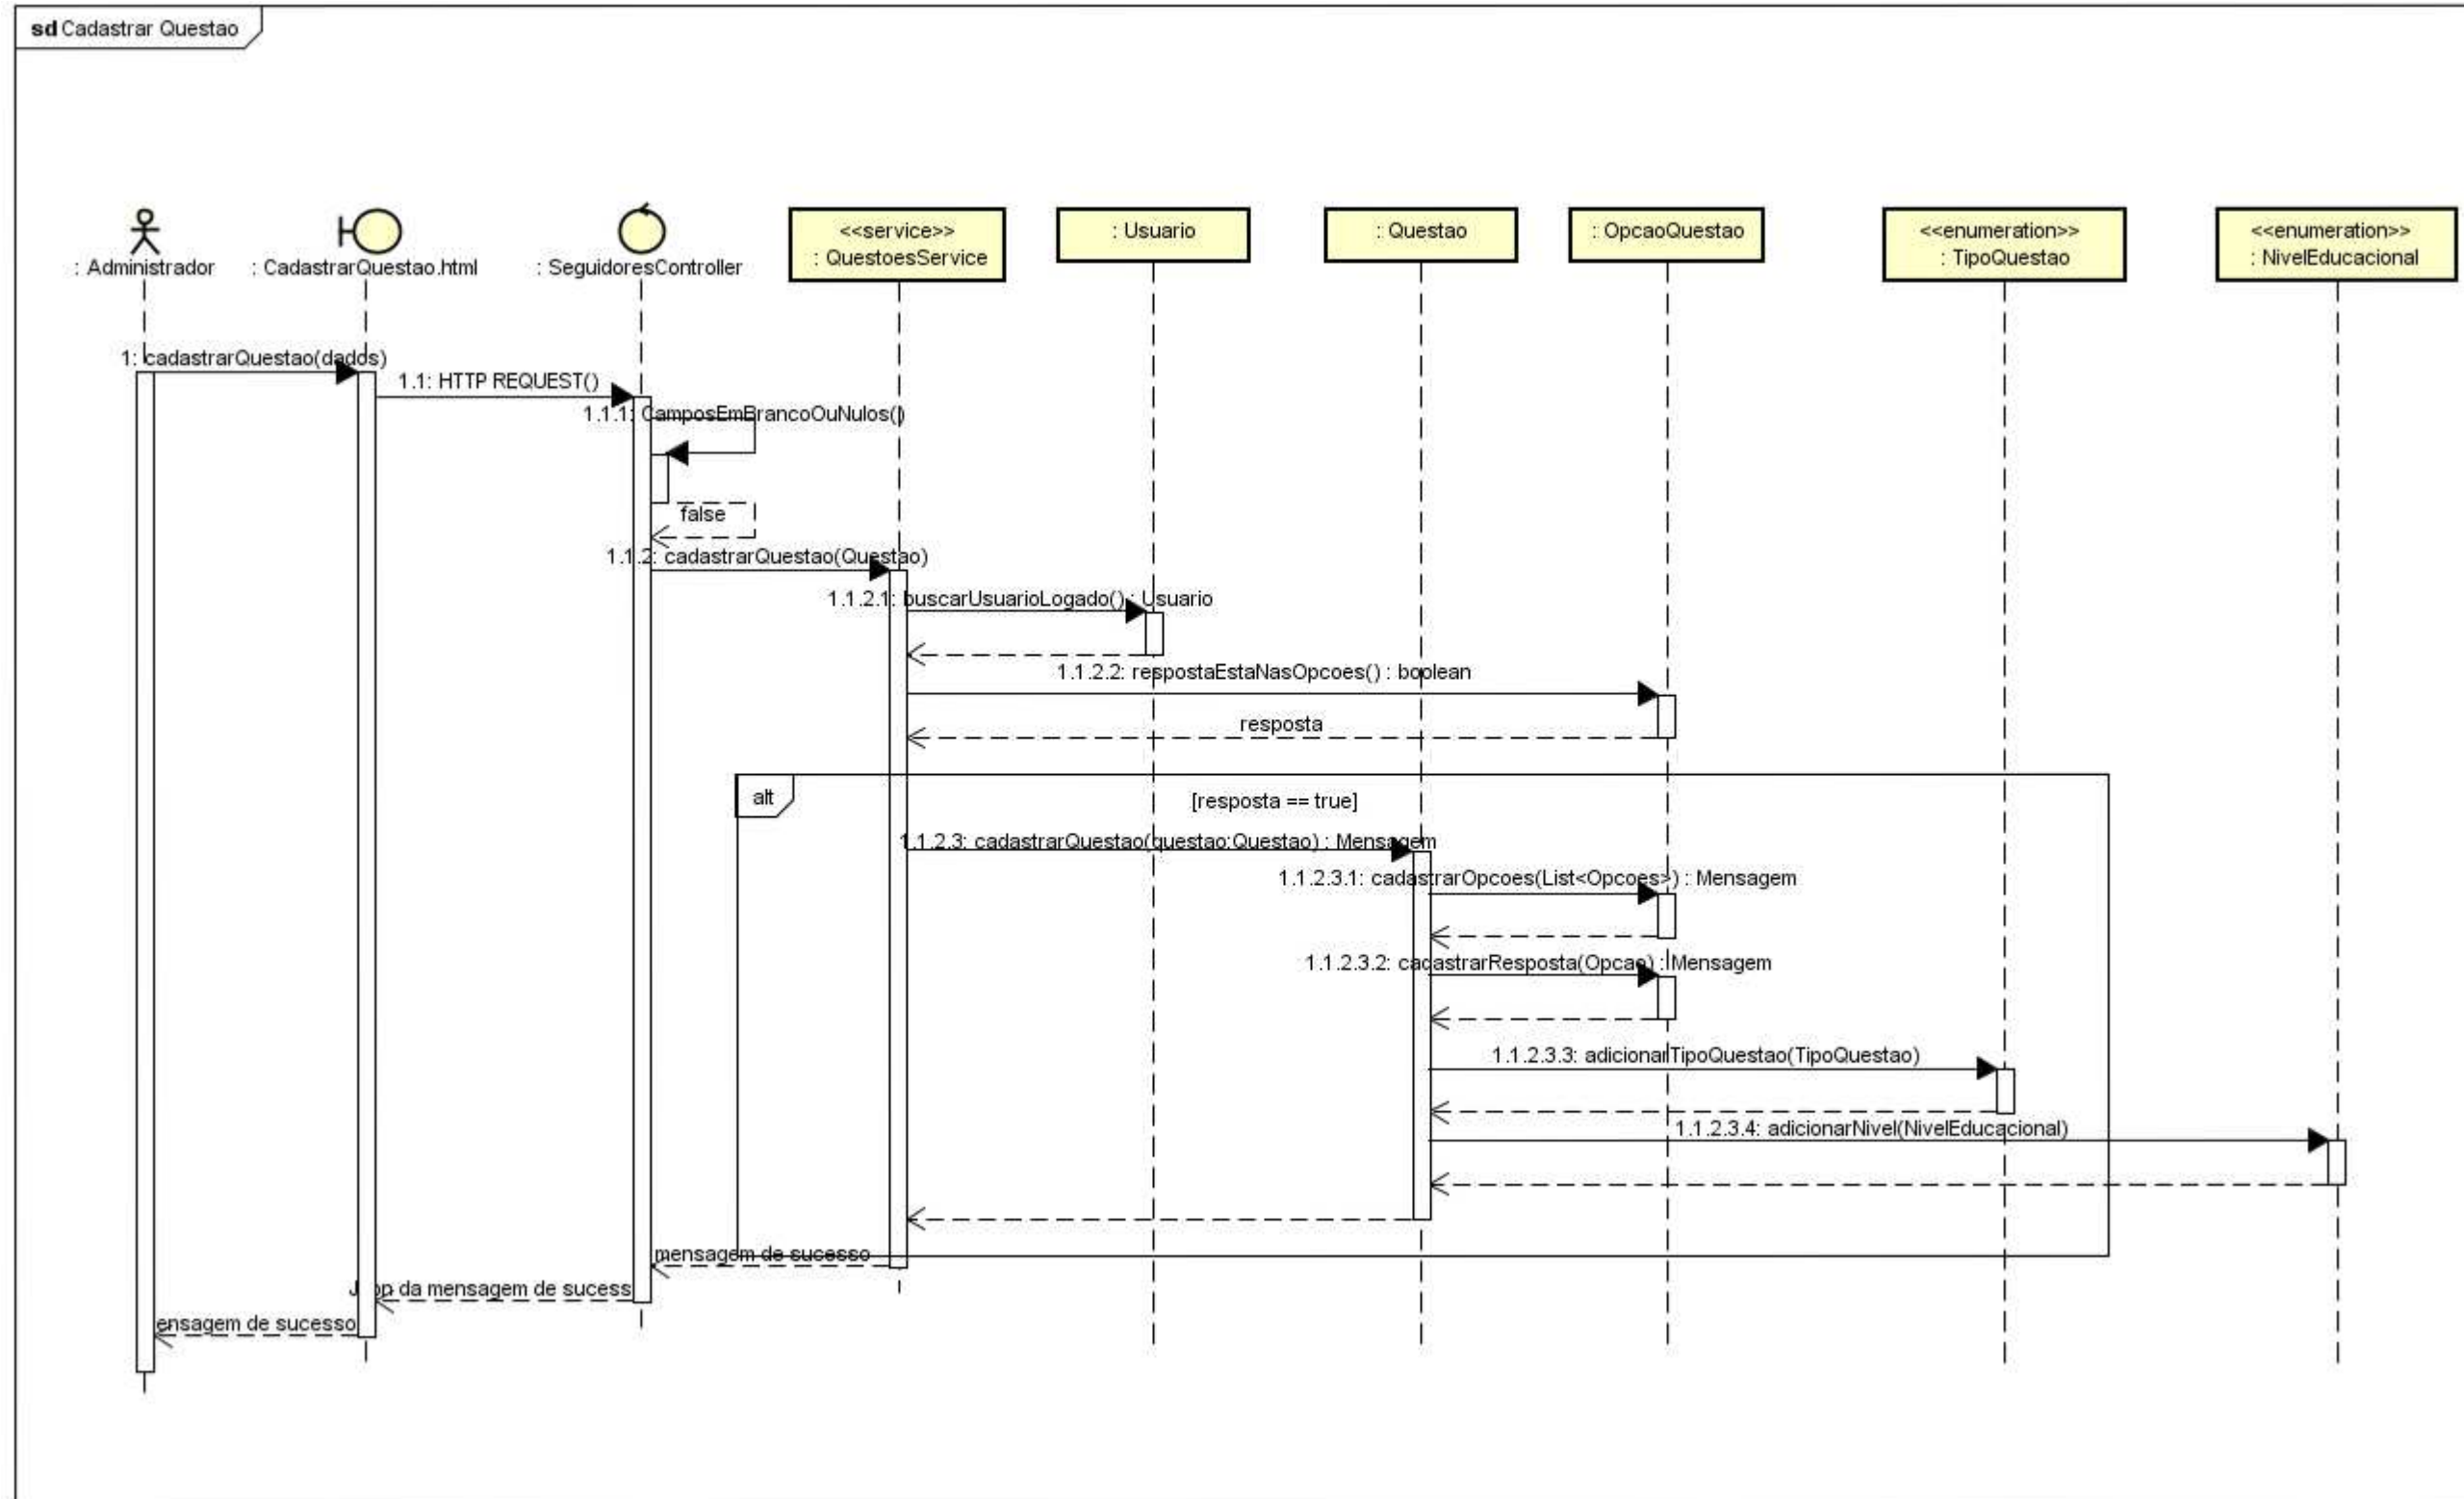 sd Cadastrar Questao
: Administrador
: CadastrarQuestao.html
: SeguidoresController
<<service>>
: QuestoesService
: Usuario
: Questao
: OpcaoQuestao
<<enumeration>>
: TipoQuestao
<<enumeration>>
: NivelEducacional
1: cadastrarQuestao(dados)
1.1: HTTP REQUEST()
1.1.1: CamposEmBrancoOuNulos()
false
1.1.2: cadastrarQuestao(Questao)
1.1.2.1: buscarUsuarioLogado() : Usuario
1.1.2.2: respostaEstaNasOpcoes() : boolean
resposta
alt
[resposta == true]
1.1.2.3: cadastrarQuestao(questao:Questao) : Mensagem
1.1.2.3.1: cadastrarOpcoes(List<Opcoes>) : Mensagem
1.1.2.3.2: cadastrarResposta(Opcao) : Mensagem
1.1.2.3.3: adicionarTipoQuestao(TipoQuestao)
1.1.2.3.4: adicionarNivel(NivelEducacional)
mensagem de sucesso
da mensagem de sucess
ensagem de sucesso